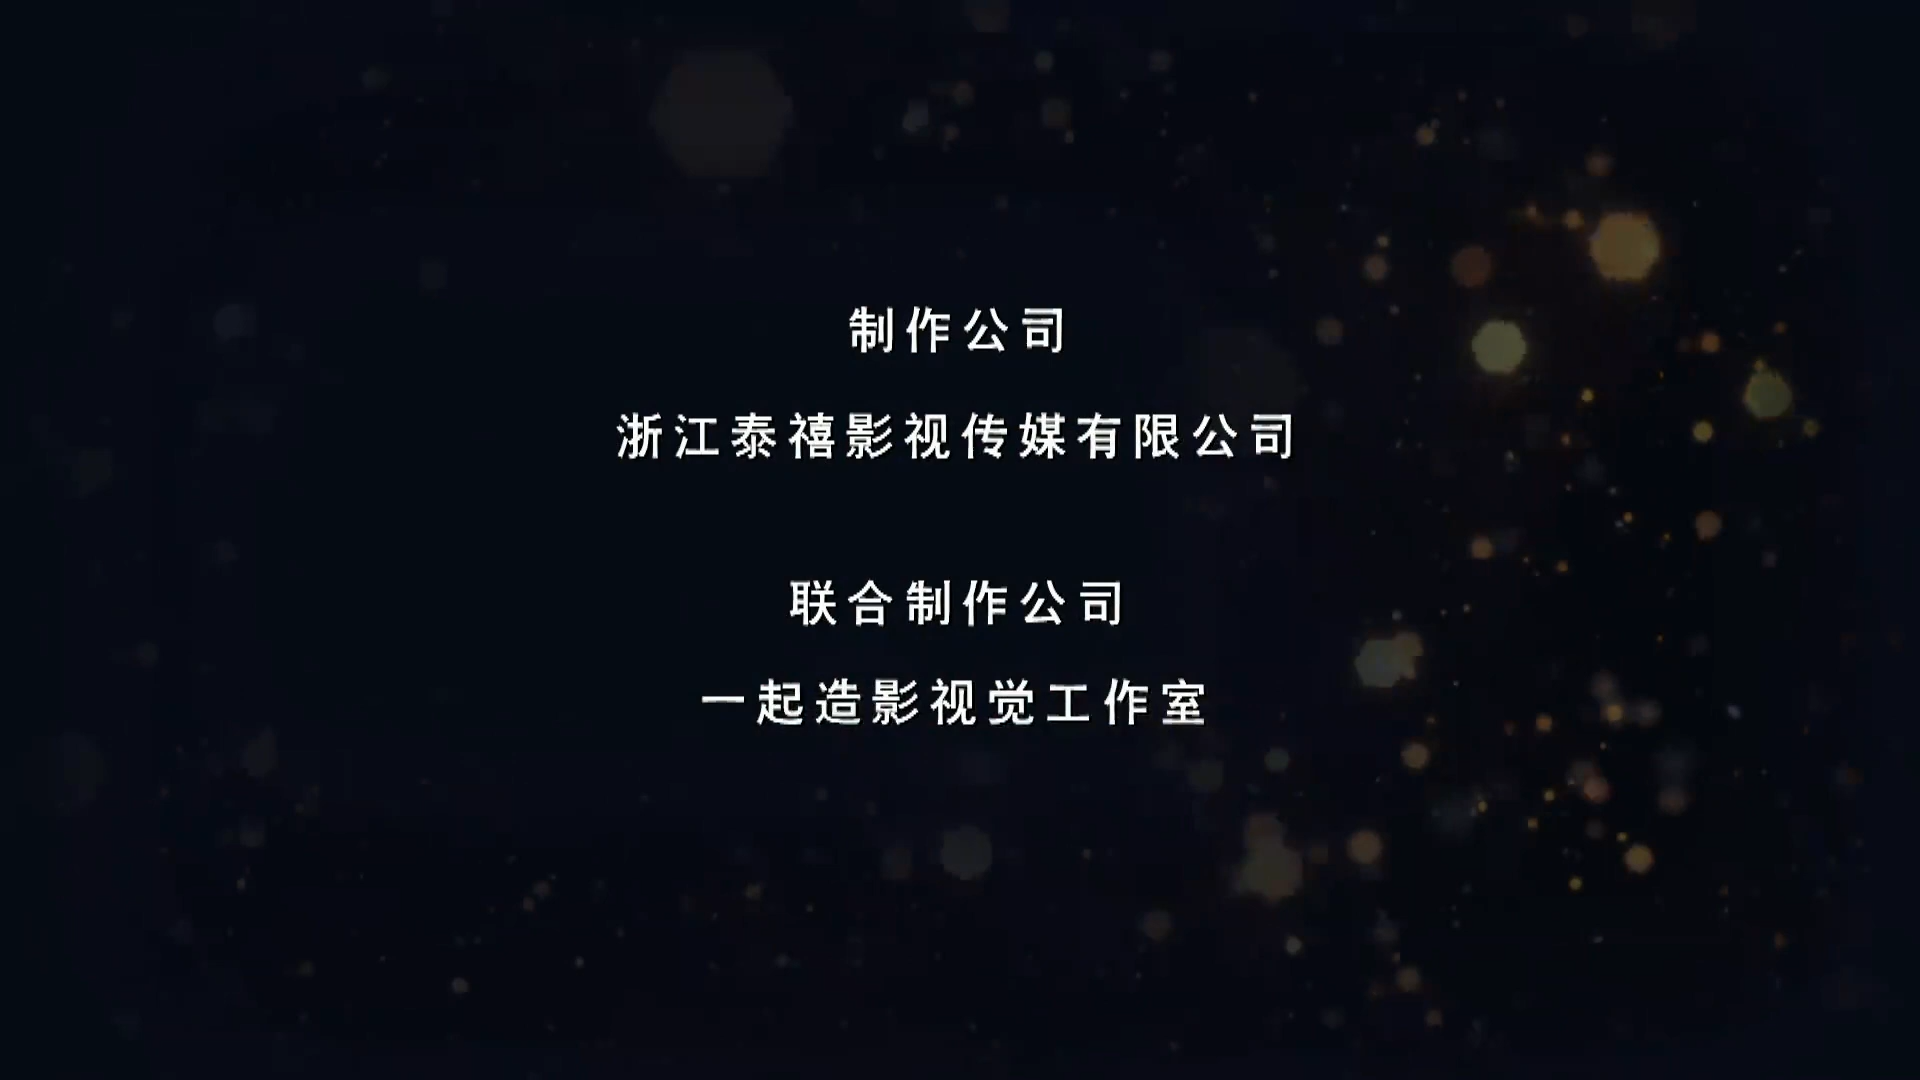 制作公司
浙江泰禧影视传媒有限公司
联合制作公司
一起造影视觉工作室